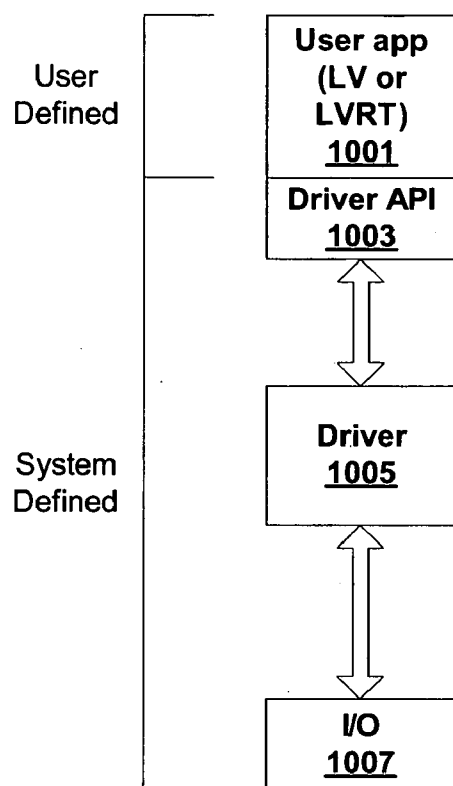 User
Defined
User app
(LV or
LVRT)
1001
Driver API
1003
System
Defined
Driver
1005
I/O
1007